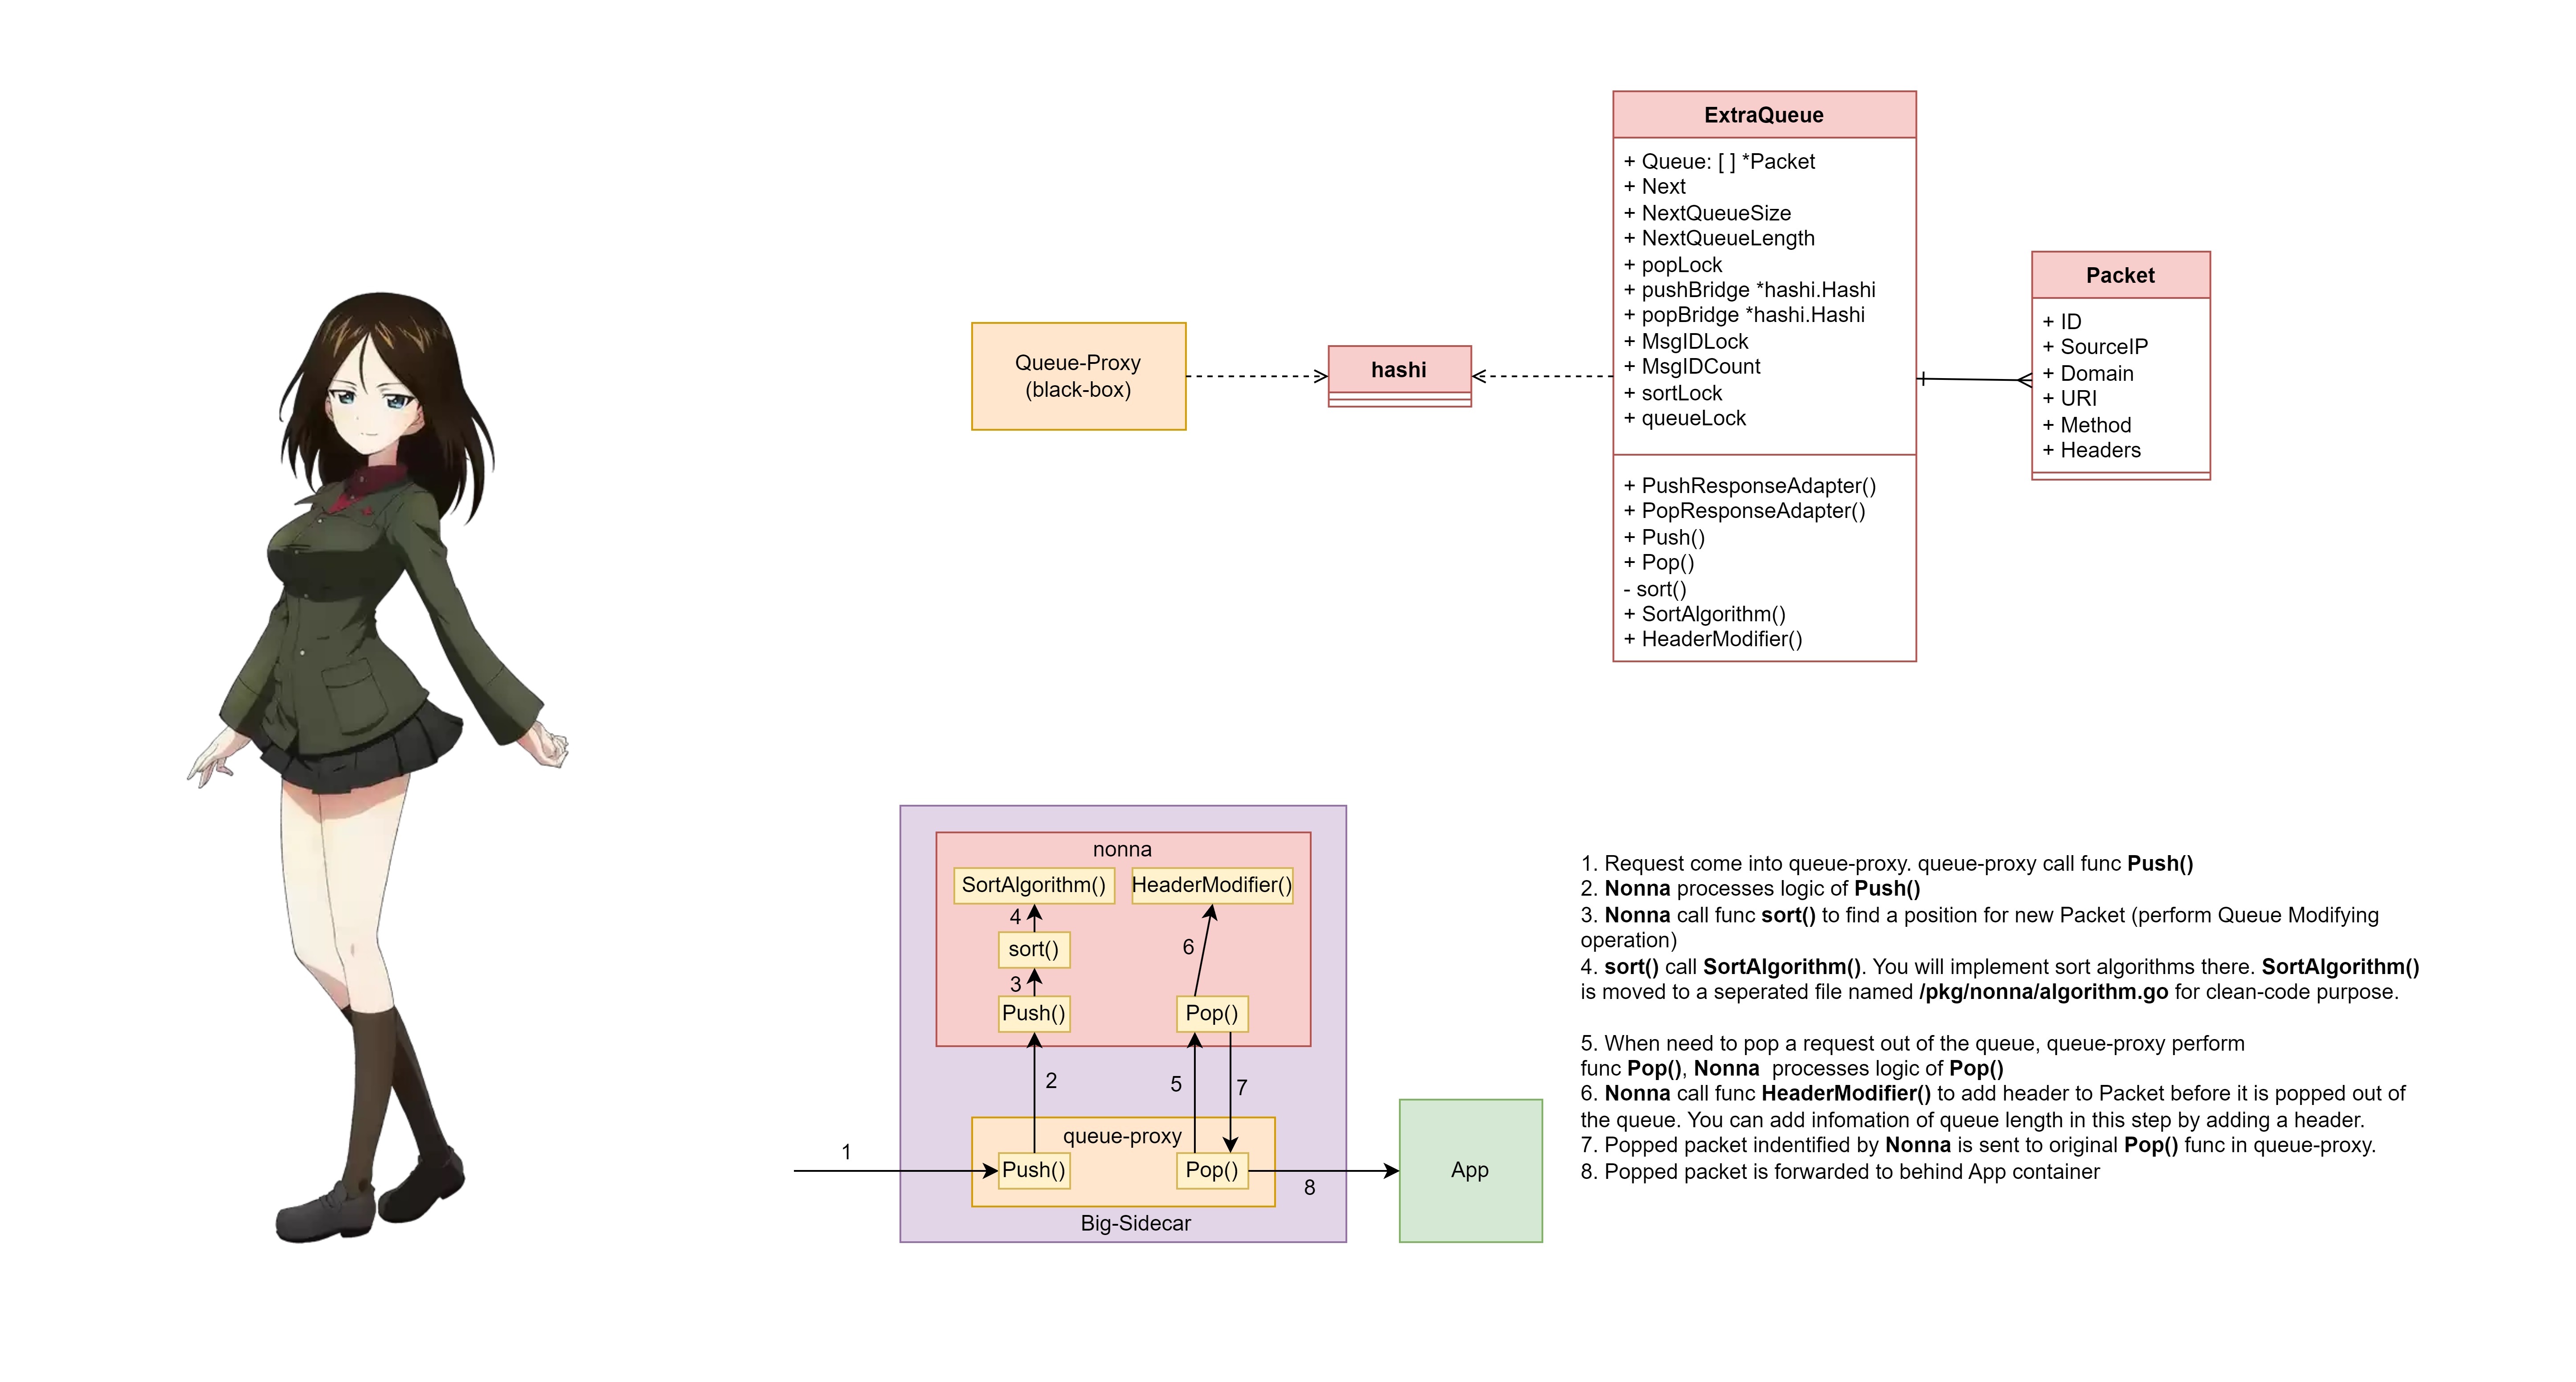 ExtraQueue
+ Queue: [ ] *Packet
+ Next
+ NextQueueSize
+ NextQueueLength
+ popLock
+ pushBridge *hashi.Hashi
+ popBridge *hashi.Hashi
+ MsgIDLock
+ MsgIDCount
+ sortLock
+ queueLock
+ PushResponseAdapter()
+ PopResponseAdapter()
+ Push()
+ Pop()
- sort()
+ SortAlgorithm()
+ HeaderModifier()
Packet
+ ID
+ SourceIP
+ Domain
+ URI
+ Method
+ Headers
Queue-Proxy
(black-box)
hashi
nonna
SortAlgorithm()
HeaderModifier()
4
sort()
6
3
Push()
Pop()
2
5
7
queue-proxy
1
Push()
Pop()
8
App
Big-Sidecar
1. Request come into queue-proxy. queue-proxy call func Push()
2. Nonna processes logic of Push()
3. Nonna call func sort() to find a position for new Packet (perform Queue Modifying
operation)
4. sort() call SortAlgorithm(). You will implement sort algorithms there. SortAlgorithm()
is moved to a seperated file named /pkg/nonna/algorithm.go for clean-code purpose.
5. When need to pop a request out of the queue, queue-proxy perform
func Pop(), Nonna  processes logic of Pop()
6. Nonna call func HeaderModifier() to add header to Packet before it is popped out of
the queue. You can add infomation of queue length in this step by adding a header.
7. Popped packet indentified by Nonna is sent to original Pop() func in queue-proxy.
8. Popped packet is forwarded to behind App container